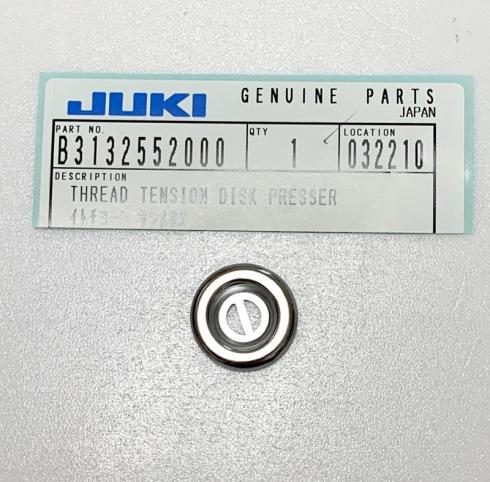 JUKI GENUINE PARTS
JAPAN
PART NO. QTY LOCATION
B3132552000 1 032210
DESCRIPTION
THREAD TENSION DISK PRESSER